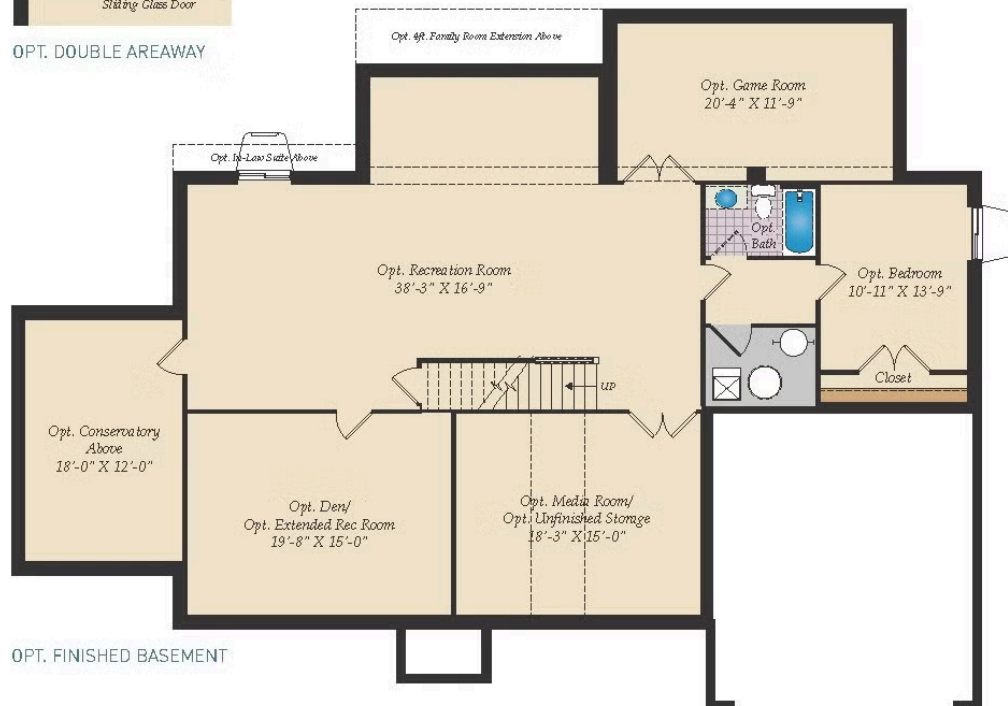 Sliding Glass Door
OPT. DOUBLE AREAWAY
Opt. 4ft. Family Room Extension Above
Opt. Game Room
20'-4" X 11'-9"
Opt. In-Law Suite Above
Opt.
Bath
Opt. Recreation Room
38'-3" X 16'-9"
Opt. Bedroom
10'-11" X 13'-9"
Closet
UP
Opt. Conservatory
Above
18'-0" X 12'-0"
Opt. Den/
Opt. Extended Rec Room
19'-8" X 15'-0"
Opt. Media Room/
Opt. Unfinished Storage
18'-3" X 15'-0"
OPT. FINISHED BASEMENT